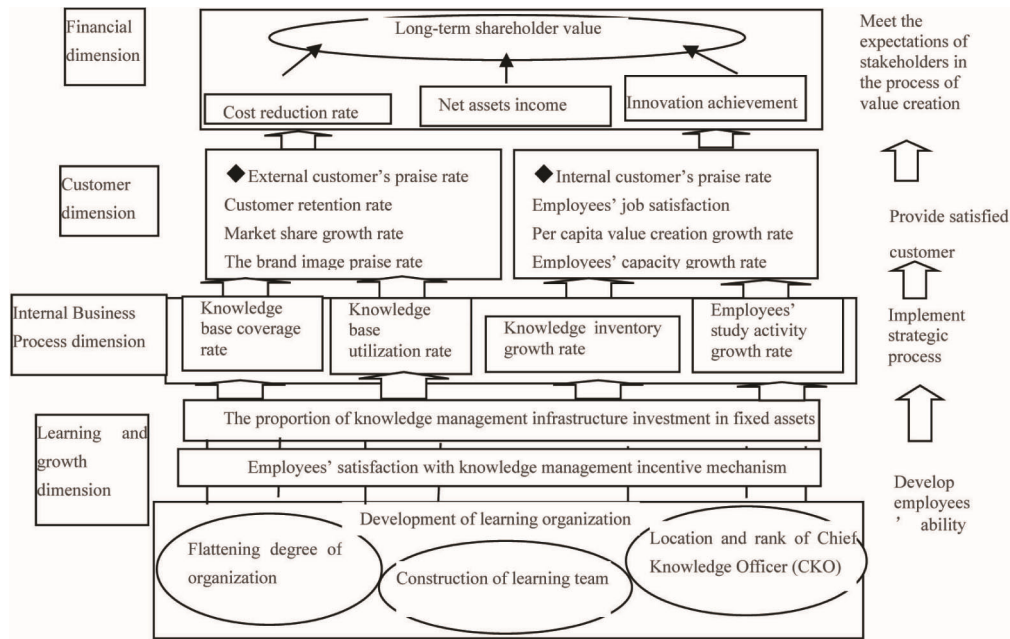 Financial
dimension
Long-term shareholder value
Cost reduction rate
Net assets income
Innovation achievement
Meet the
expectations of
stakeholders in
the process of
value creation
Customer
dimension
◆ External customer's praise rate
Customer retention rate
Market share growth rate
The brand image praise rate
◆ Internal customer's praise rate
Employees' job satisfaction
Per capita value creation growth rate
Employees' capacity growth rate
Provide satisfied
customer
Internal Business
Process dimension
Knowledge
base coverage
rate
Knowledge
base
utilization rate
Knowledge inventory
growth rate
Employees'
study activity
growth rate
Implement
strategic
process
Learning and
growth
dimension
The proportion of knowledge management infrastructure investment in fixed assets
Employees' satisfaction with knowledge management incentive mechanism
Development of learning organization
Flattening degree of
organization
Construction of learning team
Location and rank of Chief
Knowledge Officer (CKO)
Develop
employees
' ability